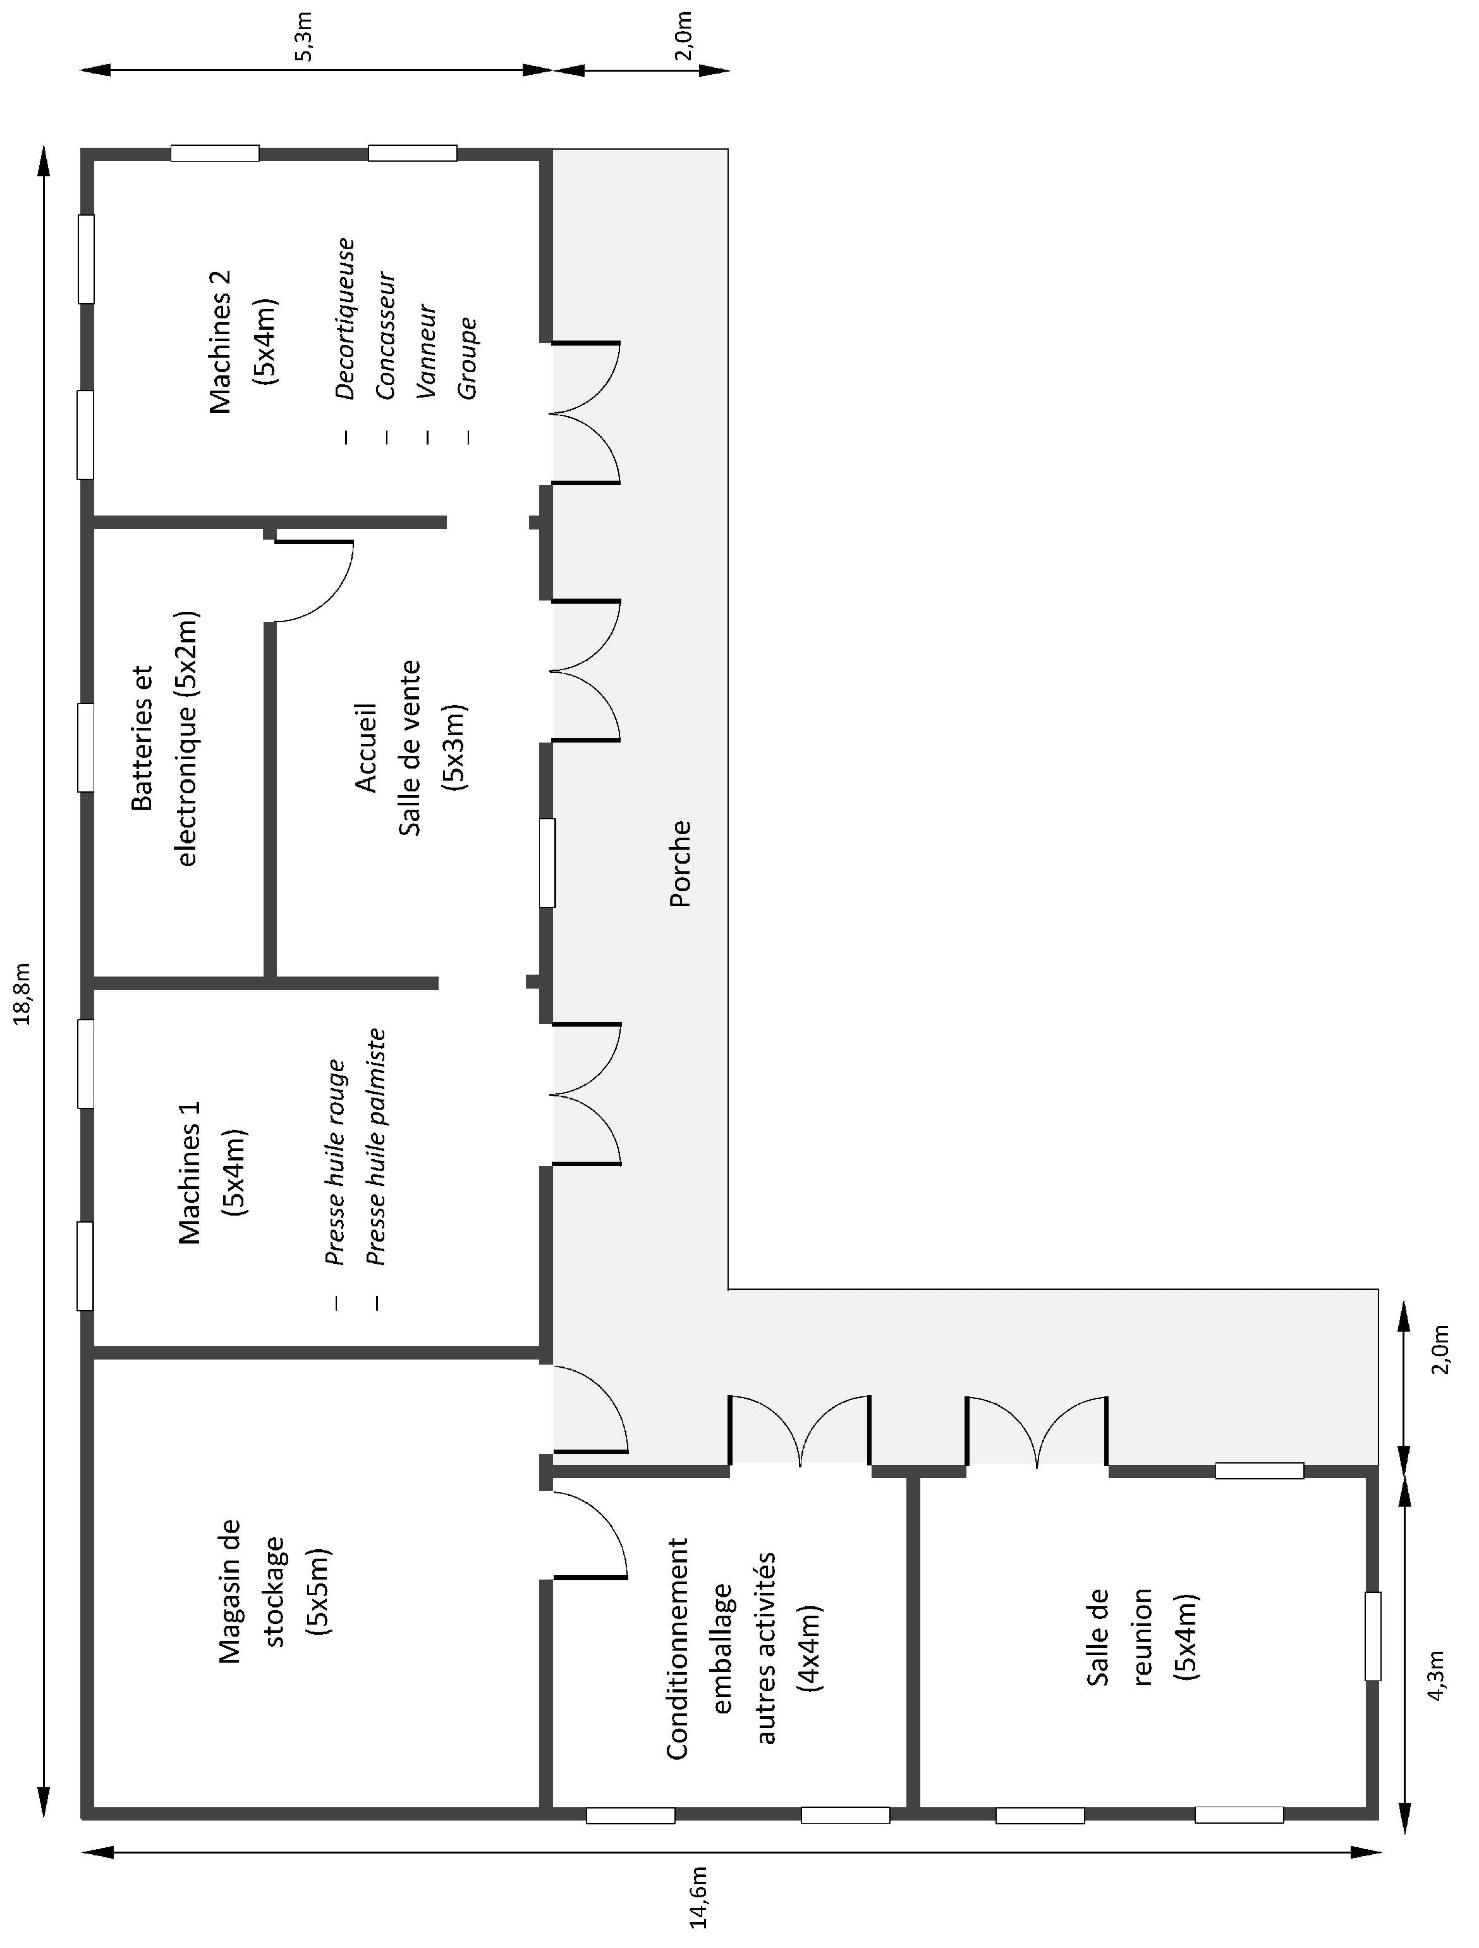 18,8m
5,3m
2,0m
14,6m
4,3m
2,0m
Magasin de
stockage
(5x5m)
Machines 1
(5x4m)
– Presse huile rouge
– Presse huile palmiste
Batteries et
electronique (5x2m)
Accueil
Salle de vente
(5x3m)
Machines 2
(5x4m)
– Decortiqueuse
– Concasseur
– Vanneur
– Groupe
Porche
Conditionnement
emballage
autres activités
(4x4m)
Salle de
reunion
(5x4m)